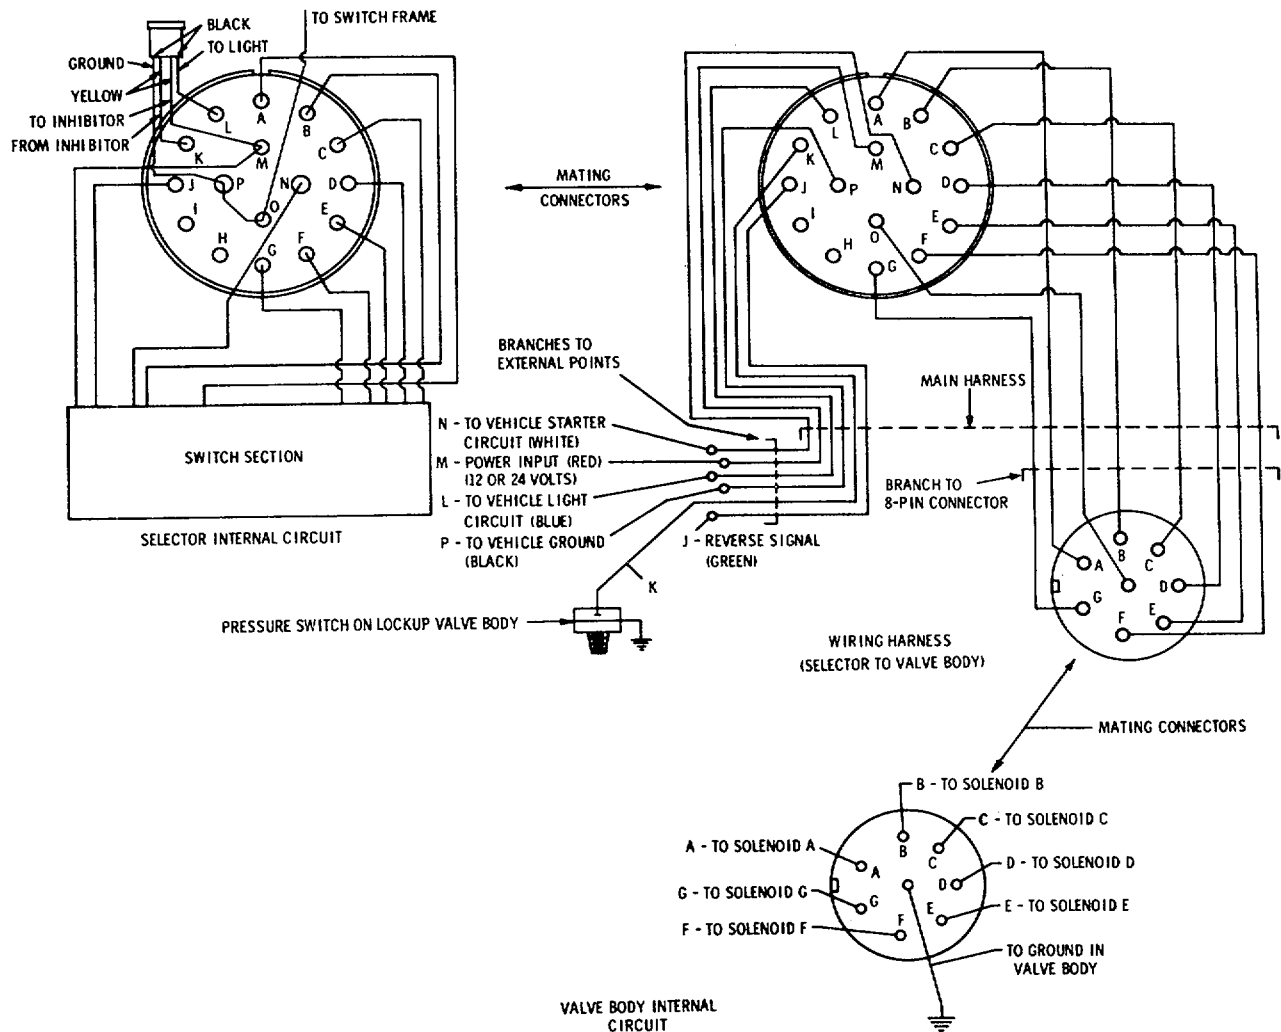 BLACK
TO LIGHT
GROUND
YELLOW
TO INHIBITOR
FROM INHIBITOR
TO SWITCH FRAME
A
B
C
D
E
F
G
H
I
J
K
L
M
N
O
P
SWITCH SECTION
SELECTOR INTERNAL CIRCUIT
MATING
CONNECTORS
A
B
C
D
E
F
G
H
I
J
K
L
M
N
O
P
BRANCHES TO
EXTERNAL POINTS
N - TO VEHICLE STARTER
CIRCUIT (WHITE)
M - POWER INPUT (RED)
(12 OR 24 VOLTS)
L - TO VEHICLE LIGHT
CIRCUIT (BLUE)
P - TO VEHICLE GROUND
(BLACK)
J - REVERSE SIGNAL
(GREEN)
K
PRESSURE SWITCH ON LOCKUP VALVE BODY
MAIN HARNESS
BRANCH TO
8-PIN CONNECTOR
A
B
C
D
E
F
G
WIRING HARNESS
(SELECTOR TO VALVE BODY)
MATING CONNECTORS
B - TO SOLENOID B
C - TO SOLENOID C
A - TO SOLENOID A
D - TO SOLENOID D
G - TO SOLENOID G
E - TO SOLENOID E
F - TO SOLENOID F
A
B
C
D
E
F
G
TO GROUND IN
VALVE BODY
VALVE BODY INTERNAL
CIRCUIT